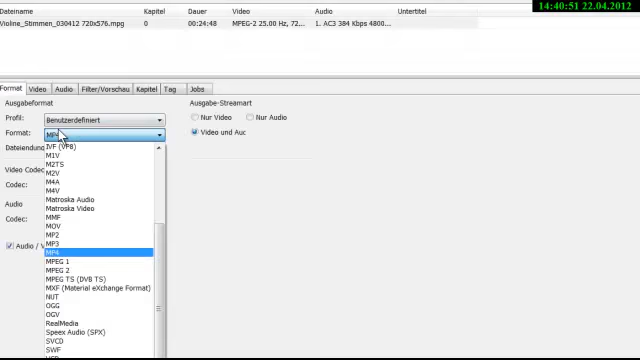 14:40:51 22.04.2012
Dateiname Kapitel Dauer Video Audio Untertitel
Violine_Stimmen_030412 720x576.mpg 0 00:24:48 MPEG-2 25.00 Hz, 72... 1. AC3 384 Kbps 4800...
Format Video Audio Filter/Vorschau Kapitel Tag Jobs
Ausgabeformat Ausgabe-Streamart
Profil: Benutzerdefiniert Nur Video Nur Audio
Format: MP4 Video und Auc
Dateiendun
IVF (VP8)
M1V
M2TS
Video Codec M2V
Codec: M4A
M4V
Matroska Audio
Audio Matroska Video
Codec: MMF
MOV
MP2
Audio / V MP3
MP4
MPEG 1
MPEG 2
MPEG TS (DVB TS)
MXF (Material eXchange Format)
NUT
OGG
OGV
RealMedia
Speex Audio (SPX)
SVCD
SWF